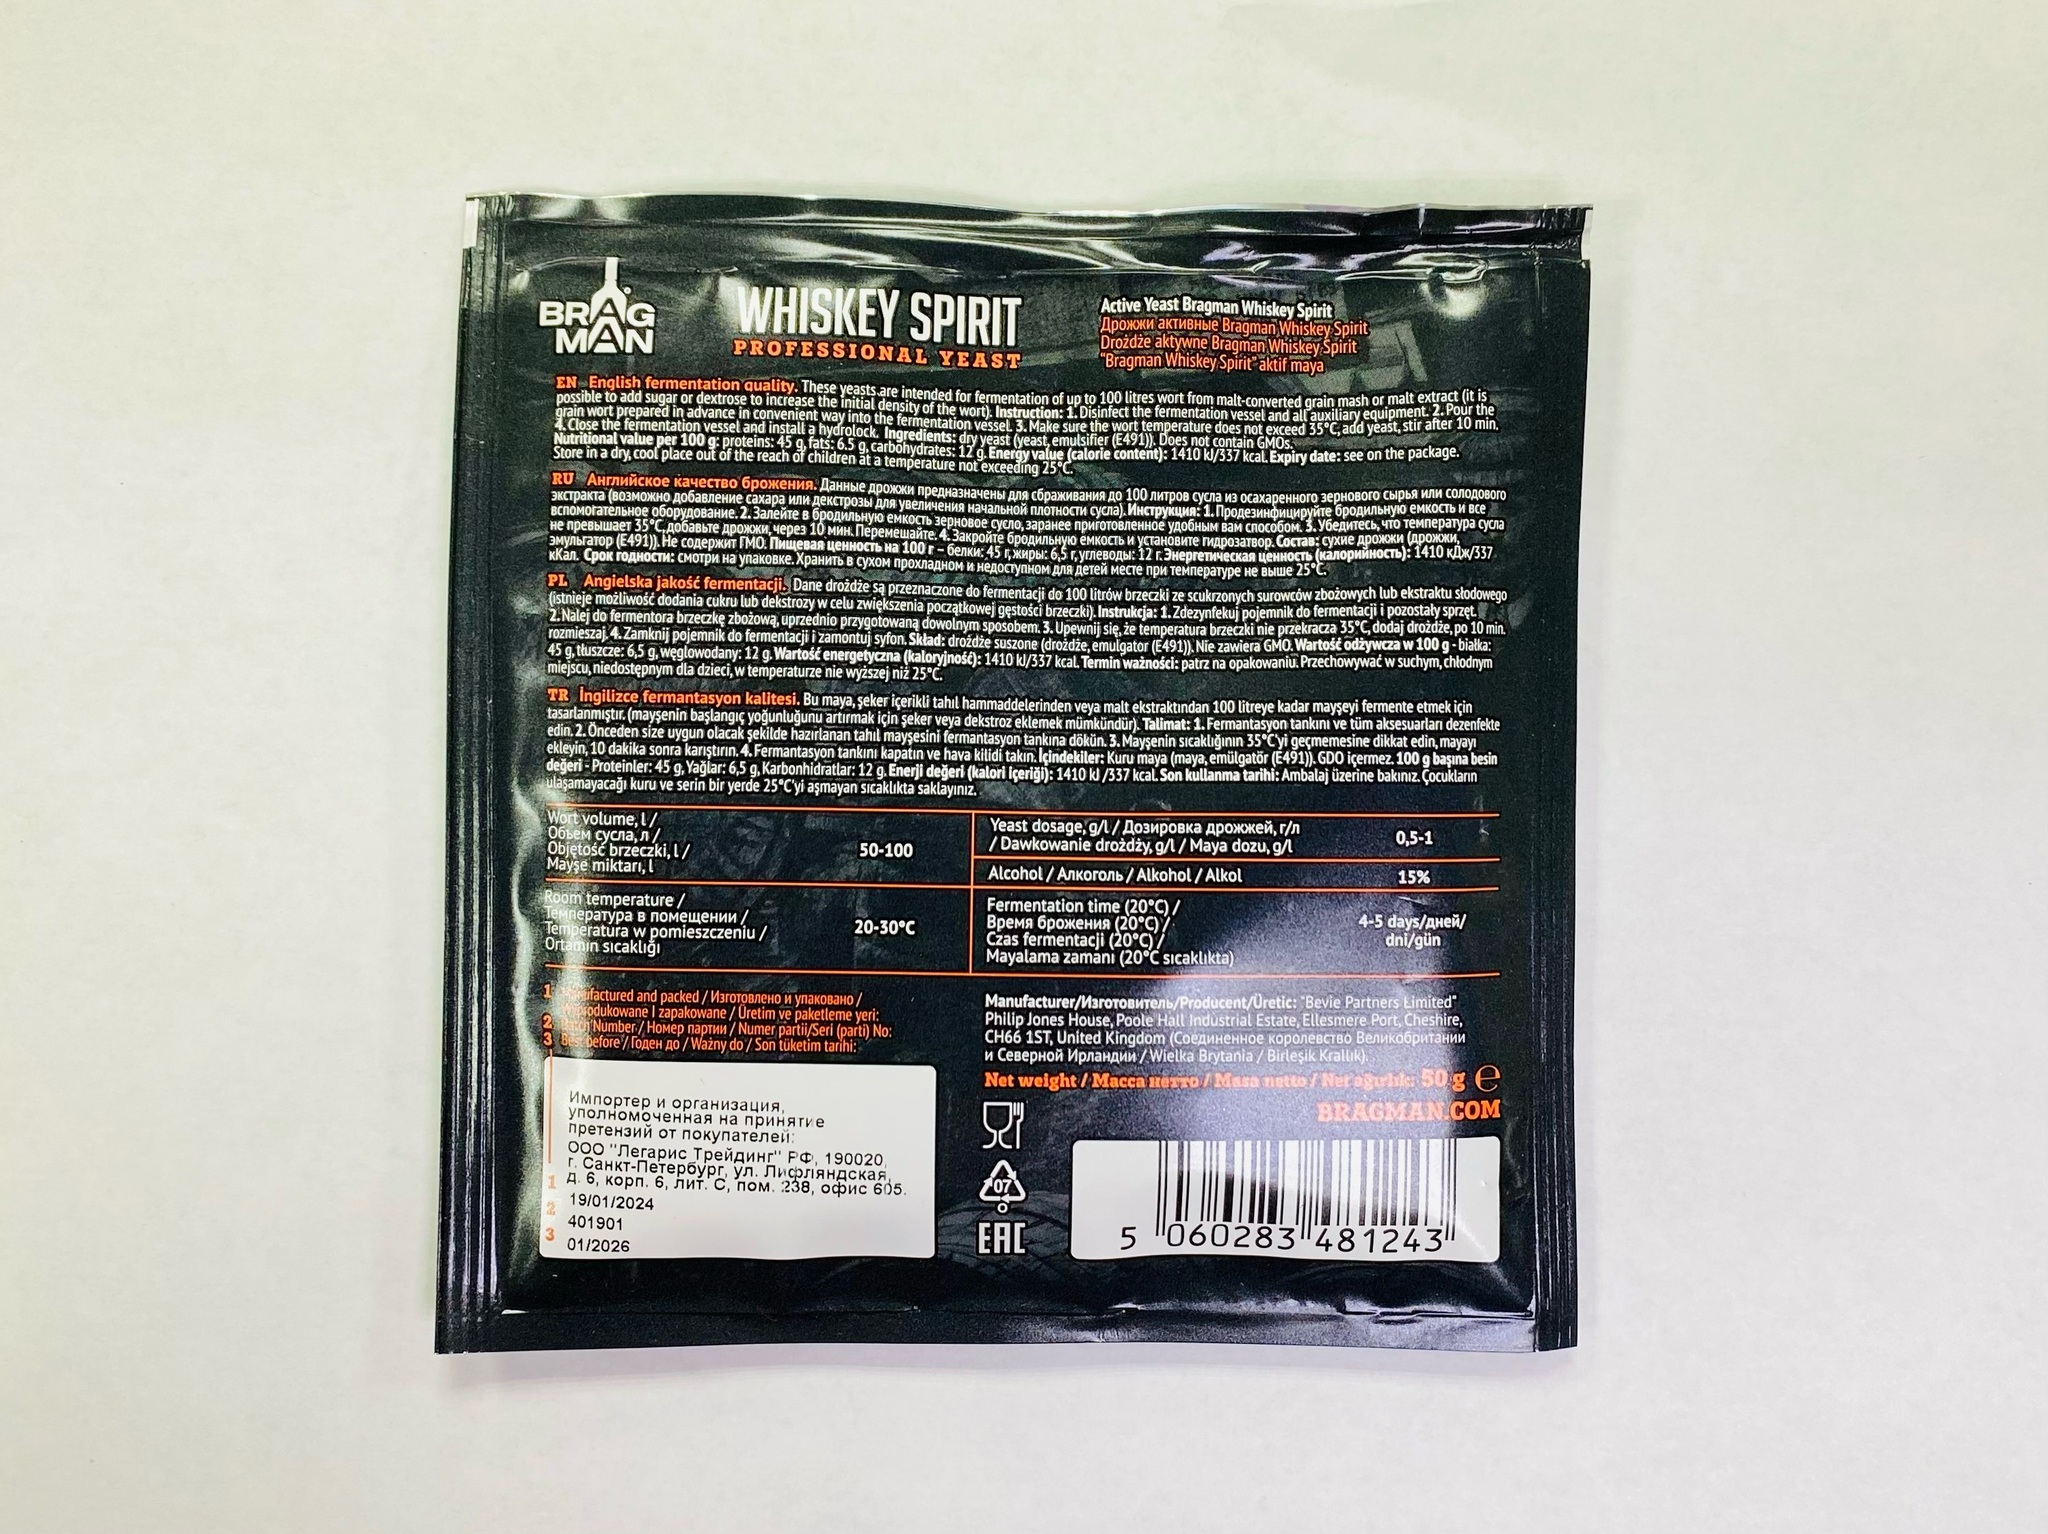 BRAG
MAN
WHISKEY SPIRIT
PROFESSIONAL YEAST
Active Yeast Bragman Whiskey Spirit
Дрожжи активные Bragman Whiskey Spirit
Drożdże aktywne Bragman Whiskey Spirit
"Bragman Whiskey Spirit" aktif maya
EN English fermentation quality. These yeasts are intended for fermentation of up to 100 litres wort from malt-converted grain mash or malt extract (it is
possible to add sugar or dextrose to increase the initial density of the wort). Instruction: 1. Disinfect the fermentation vessel and all auxiliary equipment. 2. Pour the
grain wort prepared in advance in convenient way into the fermentation vessel. 3. Make sure the wort temperature does not exceed 35°C, add yeast, stir after 10 min.
4. Close the fermentation vessel and install a hydrolock. Ingredients: dry yeast (yeast, emulsifier (E491)). Does not contain GMOs.
Nutritional value per 100 g: proteins: 45 g, fats: 6.5 g, carbohydrates: 12 g. Energy value (calorie content): 1410 kJ/337 kcal. Expiry date: see on the package.
Store in a dry, cool place out of the reach of children at a temperature not exceeding 25°C.
RU Английское качество брожения. Данные дрожжи предназначены для сбраживания до 100 литров сусла из осахаренного зернового сырья или солодового
экстракта (возможно добавление сахара или декстрозы для увеличения начальной плотности сусла). Инструкция: 1. Продезинфицируйте бродильную емкость и все
вспомогательное оборудование. 2. Залейте в бродильную емкость зерновое сусло, заранее приготовленное удобным вам способом. 3. Убедитесь, что температура сусла
не превышает 35°C, добавьте дрожжи, через 10 мин. Перемешайте. 4. Закройте бродильную емкость и установите гидрозатвор. Состав: сухие дрожжи (дрожжи,
эмульгатор (E491)). Не содержит ГМО. Пищевая ценность на 100 г – белки: 45 г, жиры: 6,5 г, углеводы: 12 г. Энергетическая ценность (калорийность): 1410 кДж/337
кКал. Срок годности: смотри на упаковке. Хранить в сухом прохладном и недоступном для детей месте при температуре не выше 25°C.
PL Angielska jakość fermentacji. Dane drożdże są przeznaczone do fermentacji do 100 litrów brzeczki ze scukrzonych surowców zbożowych lub ekstraktu słodowego
(istnieje możliwość dodania cukru lub dekstrozy w celu zwiększenia początkowej gęstości brzeczki). Instrukcja: 1. Zdezynfekuj pojemnik do fermentacji i pozostały sprzęt.
2. Nalej do fermentora brzeczkę zbożową, uprzednio przygotowaną dowolnym sposobem. 3. Upewnij się, że temperatura brzeczki nie przekracza 35°C, dodaj drożdże, po 10 min.
rozmieszaj. 4. Zamknij pojemnik do fermentacji i zamontuj syfon. Skład: drożdże suszone (drożdże, emulgator (E491)). Nie zawiera GMO. Wartość odżywcza w 100 g - białka:
45 g, tłuszcze: 6,5 g, węglowodany: 12 g. Wartość energetyczna (kaloryjność): 1410 kJ/337 kcal. Termin ważności: patrz na opakowaniu. Przechowywać w suchym, chłodnym
miejscu, niedostępnym dla dzieci, w temperaturze nie wyższej niż 25°C.
TR İngilizce fermantasyon kalitesi. Bu maya, şeker içerikli tahıl hammaddelerinden veya malt ekstraktından 100 litreye kadar mayşeyi fermente etmek için
tasarlanmıştır. (mayşenin başlangıç yoğunluğunu artırmak için şeker veya dekstroz eklemek mümkündür). Talimat: 1. Fermantasyon tankını ve tüm aksesuarları dezenfekte
edin. 2. Önceden size uygun olacak şekilde hazırlanan tahıl mayşesini fermantasyon tankına dökün. 3. Mayşenin sıcaklığının 35°C'yi geçmemesine dikkat edin, mayayı
ekleyin, 10 dakika sonra karıştırın. 4. Fermantasyon tankını kapatın ve hava kilidi takın. İçindekiler: Kuru maya (maya, emülgatör (E491)). GDO içermez. 100 g başına besin
değeri - Proteinler: 45 g, Yağlar: 6,5 g, Karbonhidratlar: 12 g. Enerji değeri (kalori içeriği): 1410 kJ /337 kcal. Son kullanma tarihi: Ambalaj üzerine bakınız. Çocukların
ulaşamayacağı kuru ve serin bir yerde 25°C'yi aşmayan sıcaklıkta saklayınız.
Wort volume, l /
Объем сусла, л /
Objętość brzeczki, l /
Mayşe miktarı, l
50-100
Yeast dosage, g/l / Дозировка дрожжей, г/л
/ Dawkowanie drożdży, g/l / Maya dozu, g/l
0,5-1
Alcohol / Алкоголь / Alkohol / Alkol
15%
Room temperature /
Температура в помещении /
Temperatura w pomieszczeniu /
Ortamın sıcaklığı
20-30°C
Fermentation time (20°C) /
Время брожения (20°C) /
Czas fermentacji (20°C) /
Mayalama zamanı (20°C sıcaklıkta)
4-5 days/дней/
dni/gün
1 Manufactured and packed / Изготовлено и упаковано /
Wyprodukowane I zapakowane / Üretim ve paketleme yeri:
2 Batch Number / Номер партии / Numer partii/Seri (parti) No:
3 Best before / Годен до / Ważny do / Son tüketim tarihi:
Импортер и организация,
уполномоченная на принятие
претензий от покупателей:
ООО "Легарис Трейдинг" РФ, 190020,
г. Санкт-Петербург, ул. Лифляндская,
д. 6, корп. 6, лит. С, пом. 238, офис 605.
1 19/01/2024
2 401901
3 01/2026
Manufacturer/Изготовитель/Producent/Üretic: "Bevie Partners Limited"
Philip Jones House, Poole Hall Industrial Estate, Ellesmere Port, Cheshire,
CH66 1ST, United Kingdom (Соединенное королевство Великобритании
и Северной Ирландии / Wielka Brytania / Birleşik Krallık).
Net weight / Масса нетто / Masa netto / Net ağırlık: 50 g ℮
BRAGMAN.COM
07
EAC
5 060283 481243